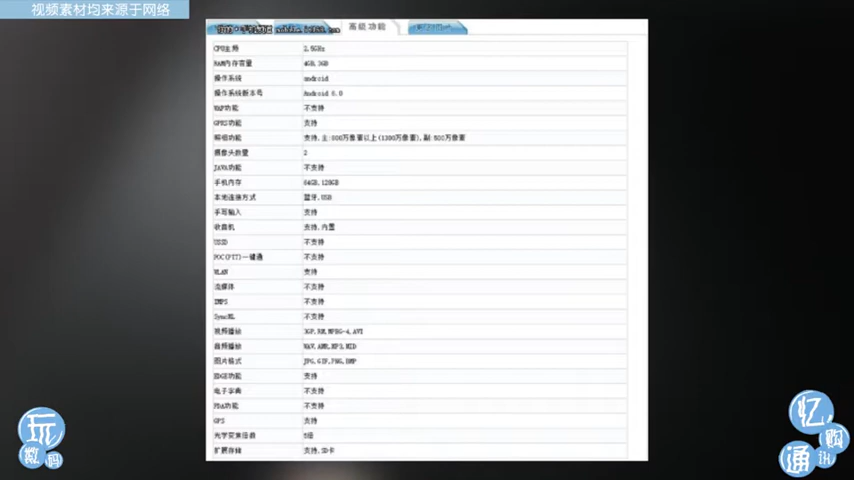 视频素材均来源于网络
高级功能
CPU主频 2.5GHz
RAM内存容量 4GB,3GB
操作系统 android
操作系统版本号 Android 6.0
WAP功能 不支持
GPRS功能 支持
照相功能 支持,主:800万像素以上(1300万像素),副:500万像素
摄像头数量 2
JAVA功能 不支持
手机内存 64GB,128GB
本地连接方式 蓝牙,USB
手写输入 支持
收音机 支持,内置
USSD 不支持
POC(PTT)一键通 不支持
WLAN 支持
流媒体 不支持
IMPS 不支持
SyncML 不支持
视频播放 3GP,RM,MPEG-4,AVI
音频播放 WAV,AMR,MP3,MID
图片格式 JPG,GIF,PNG,BMP
EDGE功能 支持
电子字典 不支持
PDA功能 不支持
GPS 支持
光学变焦倍数
扩展存储 支持,SD卡
玩
数码
忆
购
通讯